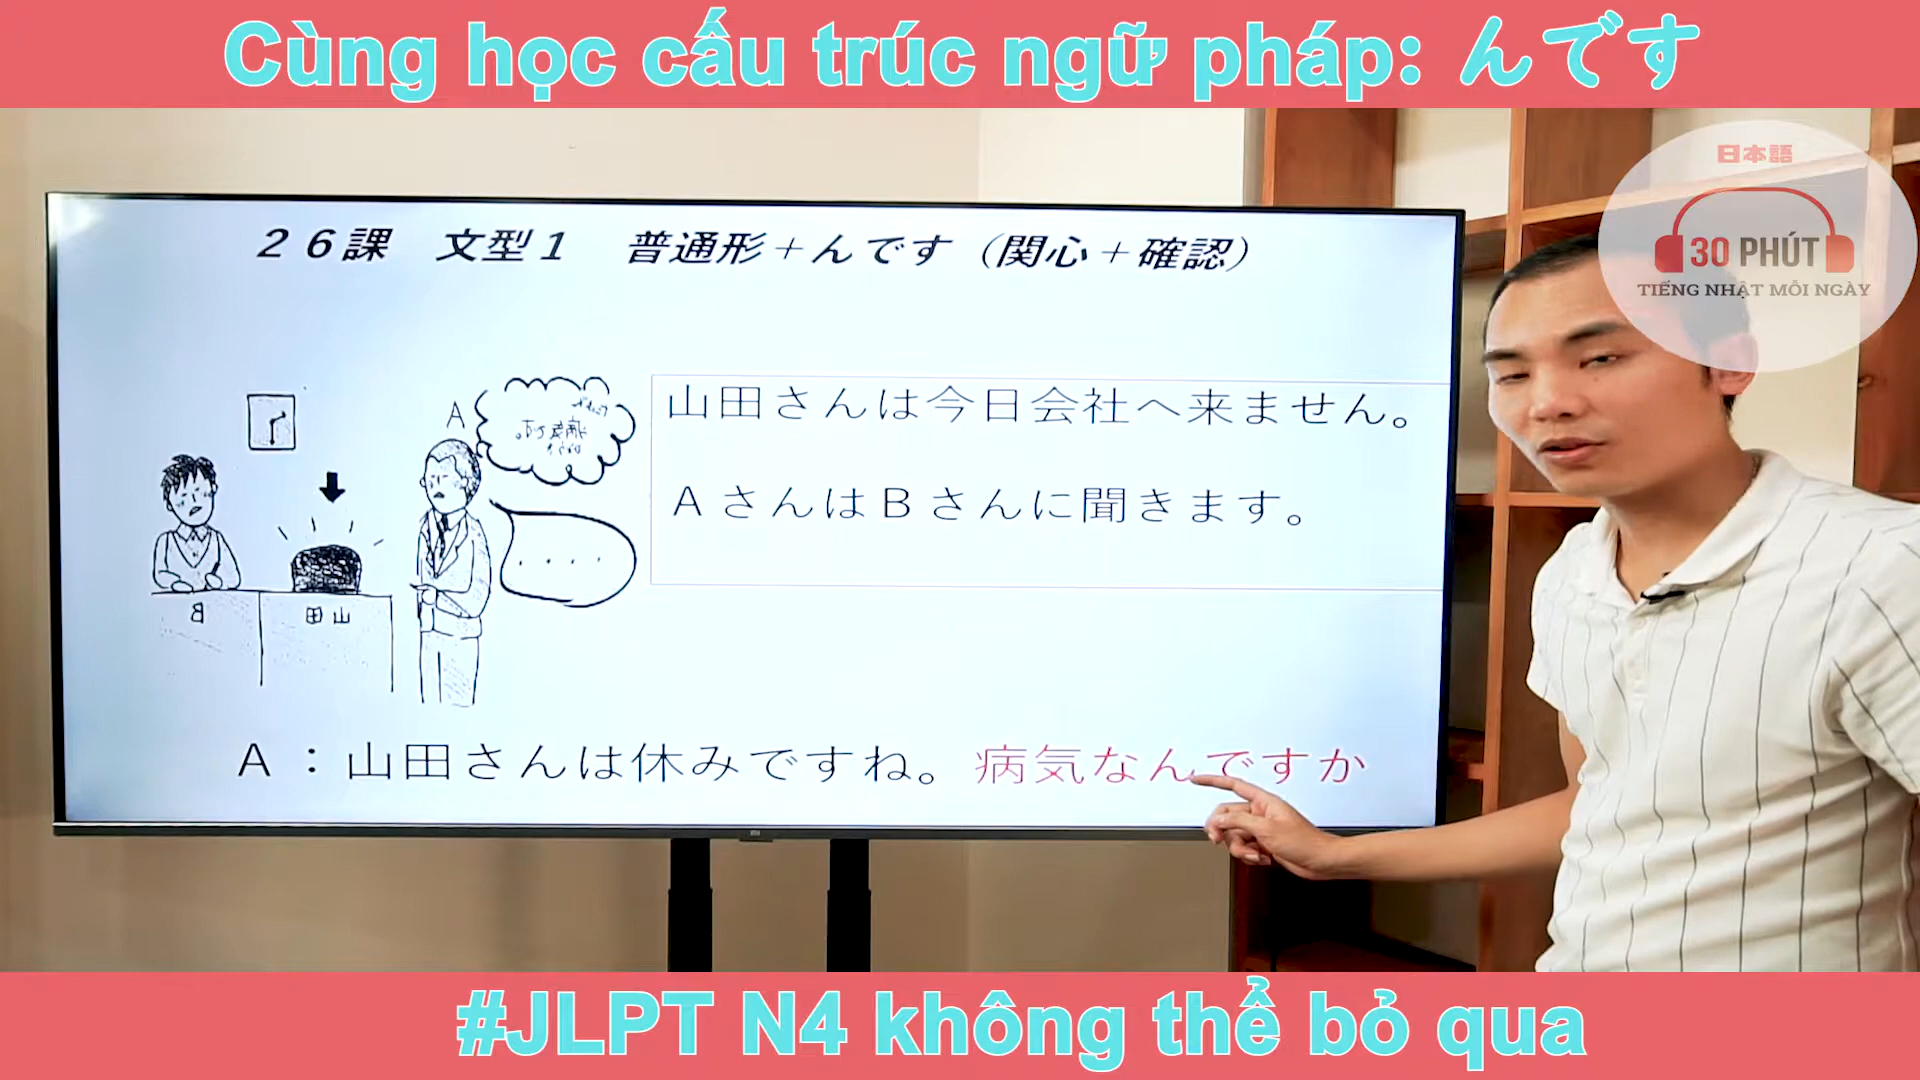 Cùng học cấu trúc ngữ pháp: んです
日本語
30 PHÚT
TIẾNG NHẬT MỖI NGÀY
26課 文型1 普通形+んです(関心+確認)
A
山田さんは今日会社へ来ません。
AさんはBさんに聞きます。
・・・・
B
山田
A:山田さんは休みですね。病気なんですか
#JLPT N4 không thể bỏ qua